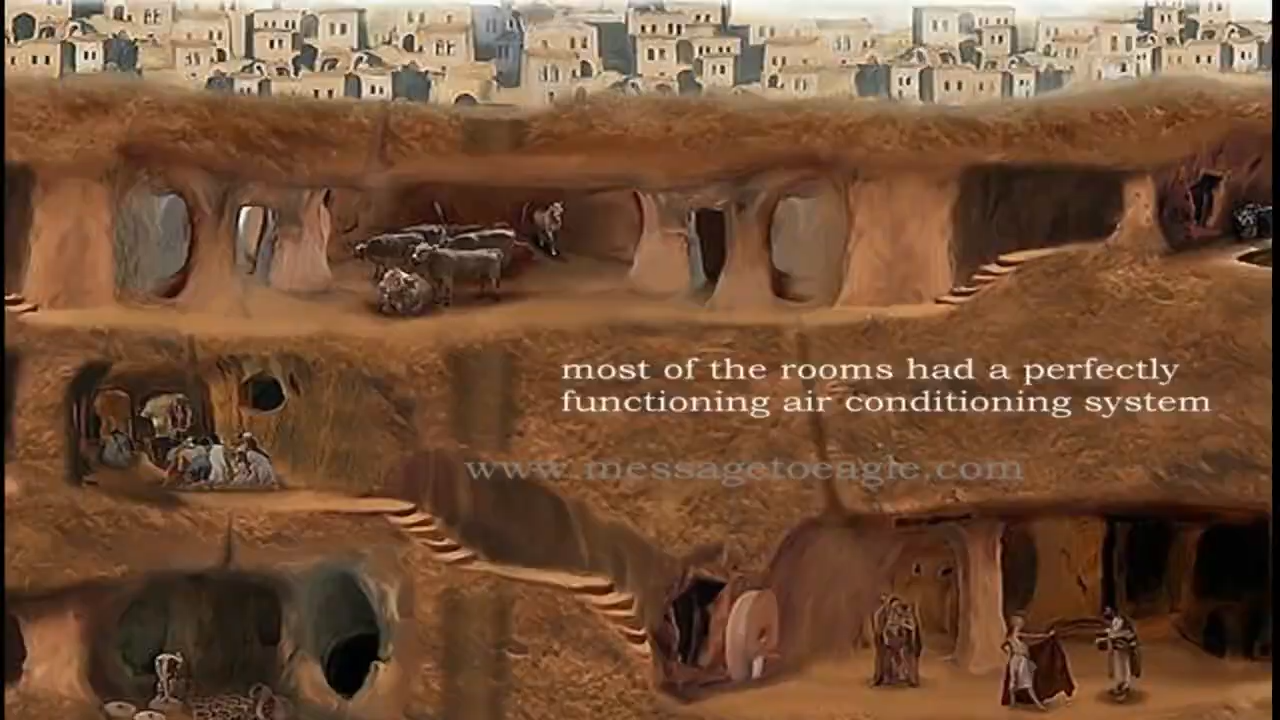 most of the rooms had a perfectly
functioning air conditioning system
www.messagetoeagle.com